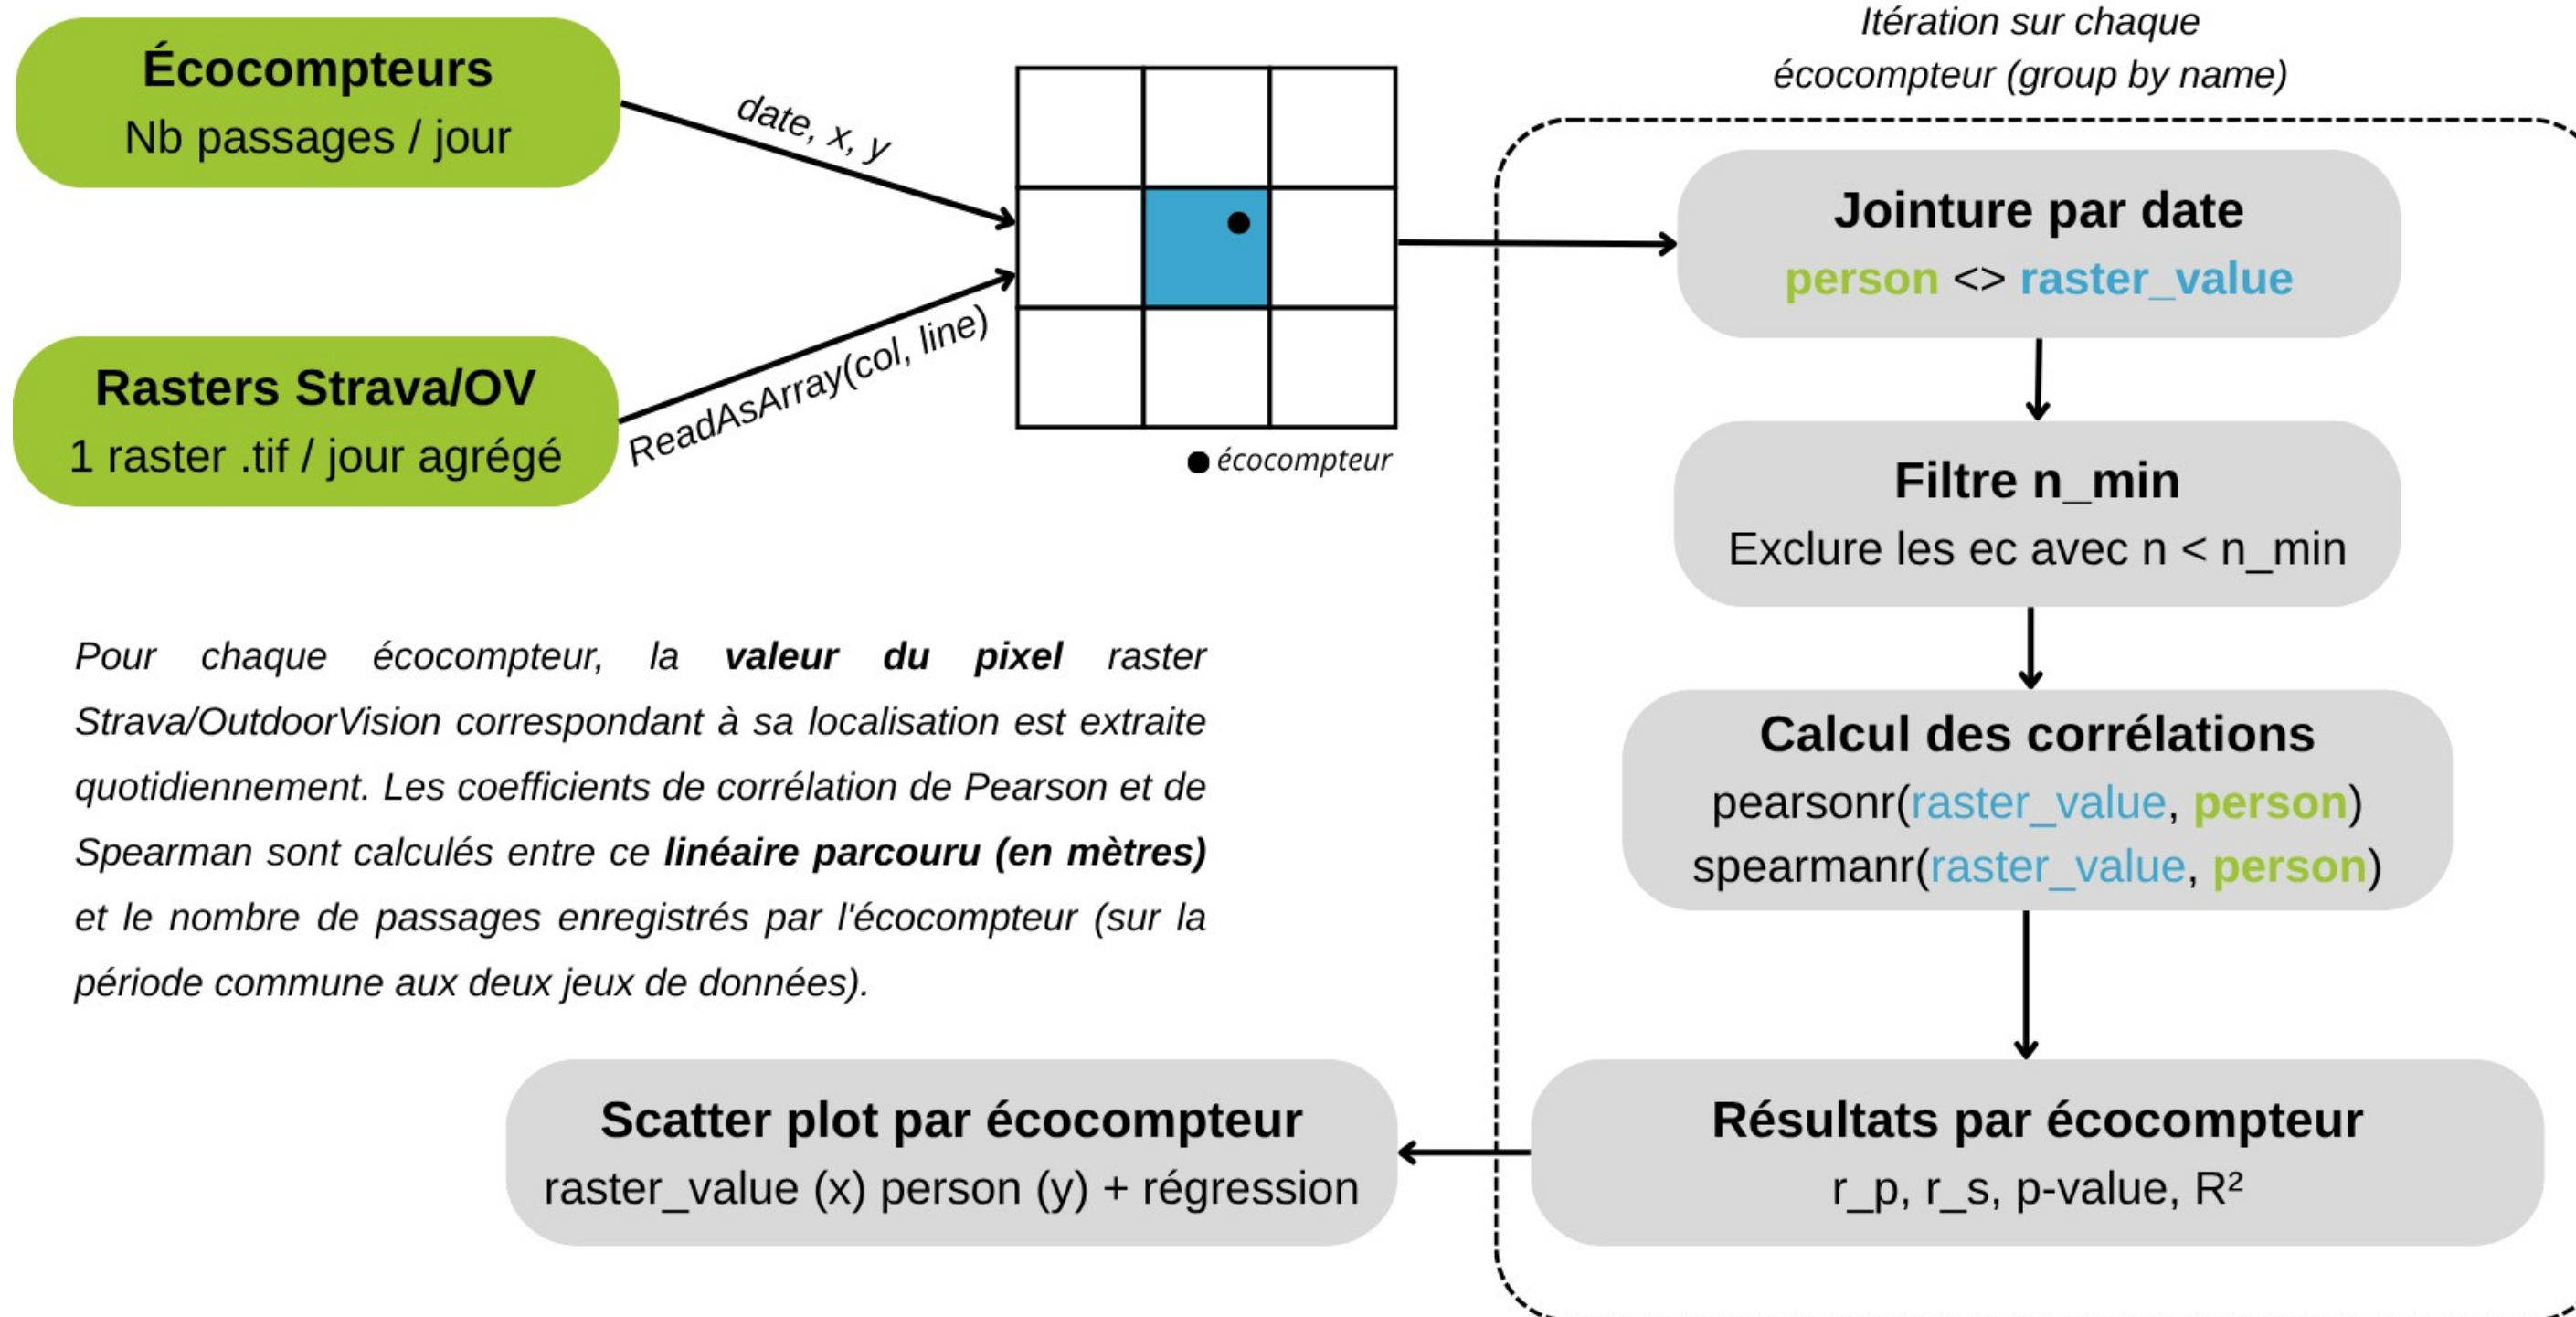 Écocompteurs
Nb passages / jour
date, x, y
Rasters Strava/OV
1 raster .tif / jour agrégé
ReadAsArray(col, line)
écocompteur
Itération sur chaque
écocompteur (group by name)
Jointure par date
person <> raster_value
Filtre n_min
Exclure les ec avec n < n_min
Calcul des corrélations
pearsonr(raster_value, person)
spearmanr(raster_value, person)
Pour chaque écocompteur, la valeur du pixel raster
Strava/OutdoorVision correspondant à sa localisation est extraite
quotidiennement. Les coefficients de corrélation de Pearson et de
Spearman sont calculés entre ce linéaire parcouru (en mètres)
et le nombre de passages enregistrés par l'écocompteur (sur la
période commune aux deux jeux de données).
Résultats par écocompteur
r_p, r_s, p-value, R²
Scatter plot par écocompteur
raster_value (x) person (y) + régression